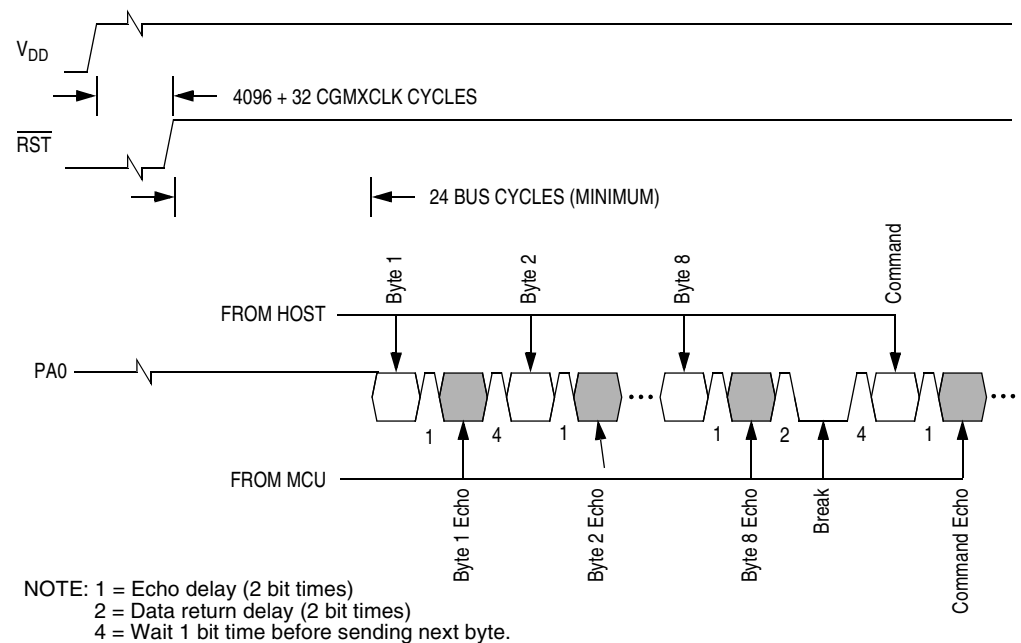 VDD
4096 + 32 CGMXCLK CYCLES
RST
24 BUS CYCLES (MINIMUM)
Byte 1
Byte 2
Byte 8
Command
FROM HOST
PA0
1
4
1
1
2
4
1
FROM MCU
Byte 1 Echo
Byte 2 Echo
Byte 8 Echo
Break
Command Echo
NOTE: 1 = Echo delay (2 bit times)
2 = Data return delay (2 bit times)
4 = Wait 1 bit time before sending next byte.